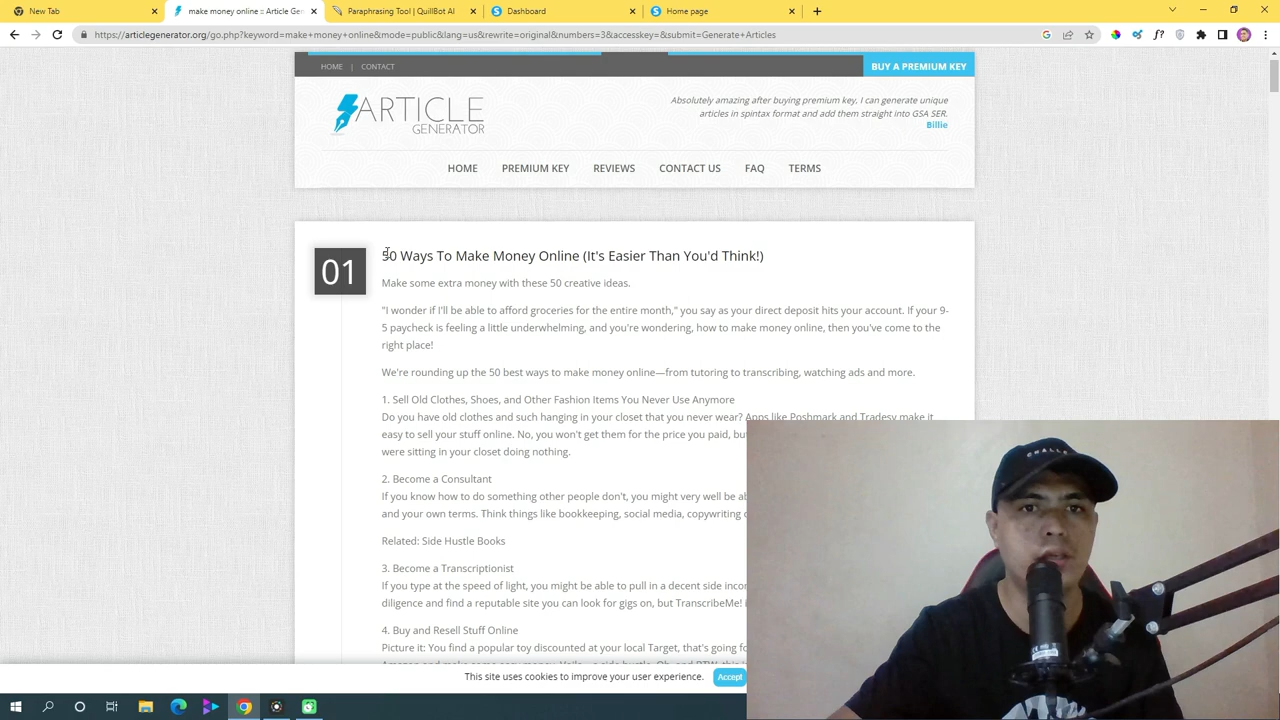 New Tab
make money online :: Article Gen
Paraphrasing Tool | QuillBot AI
Dashboard
Home page
https://articlegenerator.org/go.php?keyword=make+money+online&mode=public&lang=us&rewrite=original&numbers=3&accesskey=&submit=Generate+Articles
HOME | CONTACT
BUY A PREMIUM KEY
ARTICLE
GENERATOR
Absolutely amazing after buying premium key, I can generate unique
articles in spintax format and add them straight into GSA SER.
Billie
HOME PREMIUM KEY REVIEWS CONTACT US FAQ TERMS
01
50 Ways To Make Money Online (It's Easier Than You'd Think!)
Make some extra money with these 50 creative ideas.
"I wonder if I'll be able to afford groceries for the entire month," you say as your direct deposit hits your account. If your 9-
5 paycheck is feeling a little underwhelming, and you're wondering, how to make money online, then you've come to the
right place!
We're rounding up the 50 best ways to make money online—from tutoring to transcribing, watching ads and more.
1. Sell Old Clothes, Shoes, and Other Fashion Items You Never Use Anymore
Do you have old clothes and such hanging in your closet that you never wear? Apps like Poshmark and Tradesy make it
easy to sell your stuff online. No, you won't get them for the price you paid, bu
were sitting in your closet doing nothing.
2. Become a Consultant
If you know how to do something other people don't, you might very well be ab
and your own terms. Think things like bookkeeping, social media, copywriting o
Related: Side Hustle Books
3. Become a Transcriptionist
If you type at the speed of light, you might be able to pull in a decent side incom
diligence and find a reputable site you can look for gigs on, but TranscribeMe! i
4. Buy and Resell Stuff Online
Picture it: You find a popular toy discounted at your local Target, that's going fo
This site uses cookies to improve your user experience.
Accept